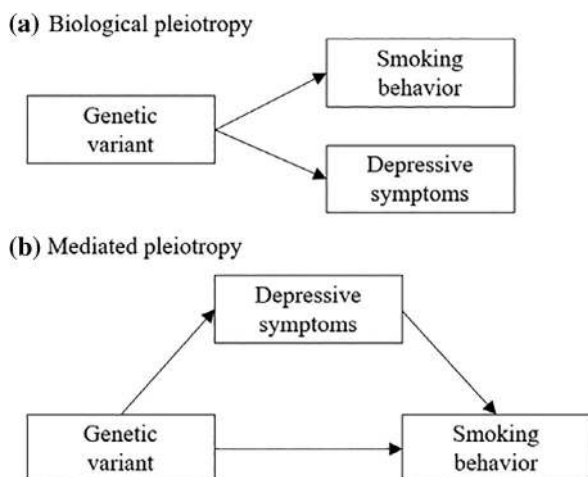 (a) Biological pleiotropy
Smoking
behavior
Genetic
variant
Depressive
symptoms
(b) Mediated pleiotropy
Depressive
symptoms
Genetic
variant
Smoking
behavior